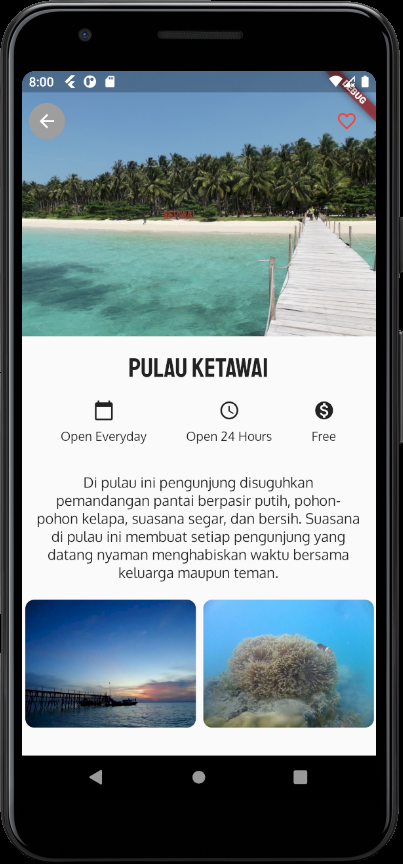 8:00
DEBUG
KETAWAI
PULAU KETAWAI
Open Everyday
Open 24 Hours
Free
Di pulau ini pengunjung disuguhkan
pemandangan pantai berpasir putih, pohon-
pohon kelapa, suasana segar, dan bersih. Suasana
di pulau ini membuat setiap pengunjung yang
datang nyaman menghabiskan waktu bersama
keluarga maupun teman.